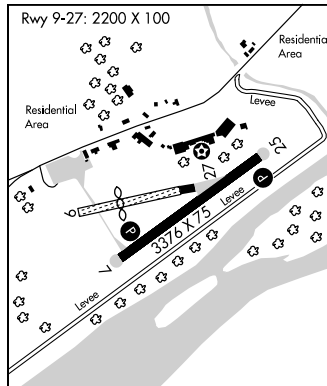 Rwy 9-27: 2200 X 100
Residential
Area
Levee
Residential
Area
25
27
P
9
P
3376 X 75
Levee
7
Levee